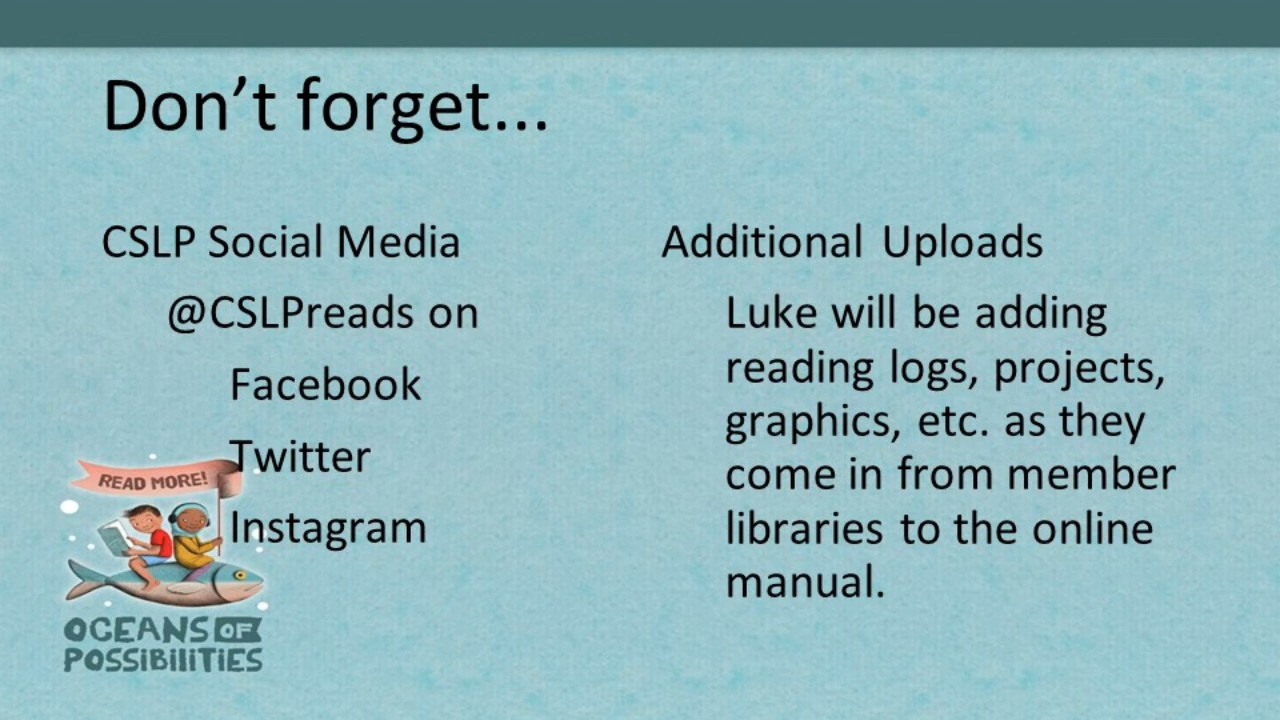 Don’t forget...
CSLP Social Media
@CSLPreads on
Facebook
Twitter
Instagram
Additional Uploads
Luke will be adding
reading logs, projects,
graphics, etc. as they
come in from member
libraries to the online
manual.
READ MORE!
OCEANS OF
POSSIBILITIES